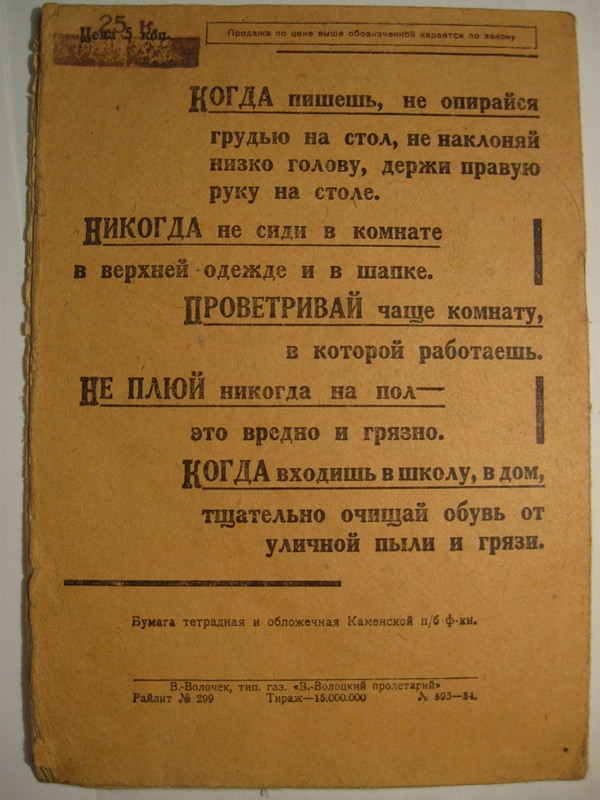 25 к
Цена 5 коп.
Продажа по цене выше обозначенной карается по закону
КОГДА пишешь, не опирайся
грудью на стол, не наклоняй
низко голову, держи правую
руку на столе.
НИКОГДА не сиди в комнате
в верхней одежде и в шапке.
ПРОВЕТРИВАЙ чаще комнату,
в которой работаешь.
НЕ ПЛЮЙ никогда на пол—
это вредно и грязно.
КОГДА входишь в школу, в дом,
тщательно очищай обувь от
уличной пыли и грязи.
Бумага тетрадная и обложечная Каменской п/б ф-ки.
В.-Волочек, тип. газ. «В.-Волоцкий пролетарий»
Райлит № 299 Тираж—15.000.000 № 593—34.